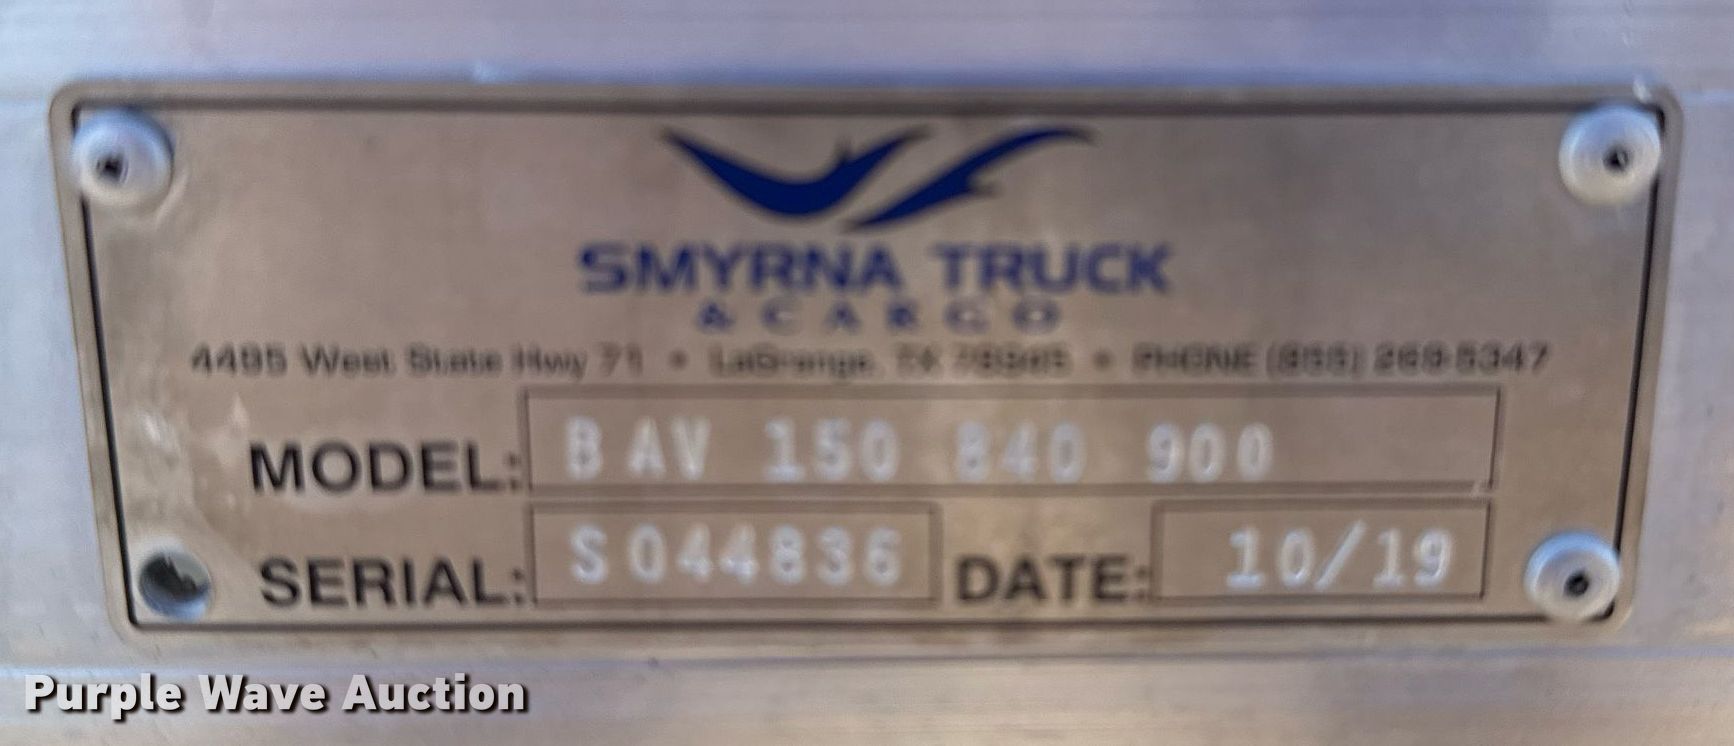 SMYRNA TRUCK
& CARGO
4495 West State Hwy 71 • LaGrange, TX 78945 • PHONE (855) 269-5347
MODEL: BAV 150 840 900
SERIAL: S044836 DATE: 10/19
Purple Wave Auction